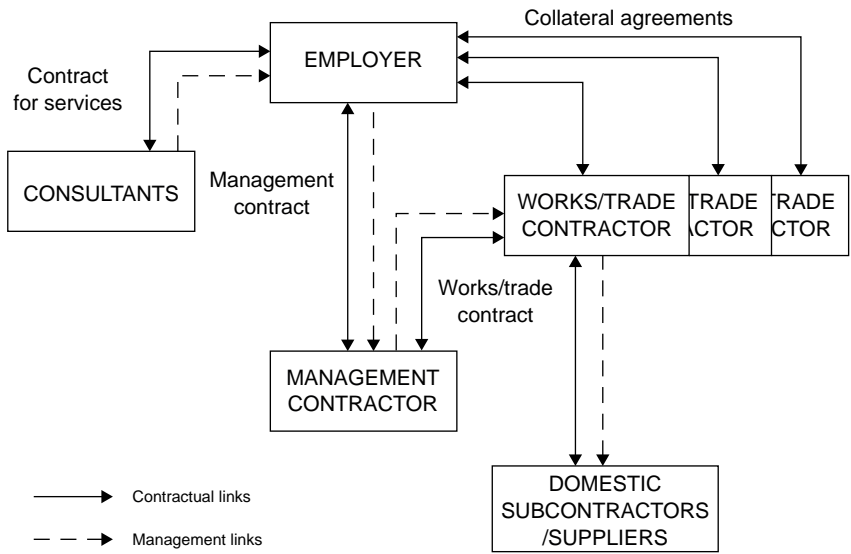 Collateral agreements
EMPLOYER
Contract
for services
CONSULTANTS
Management
contract
WORKS/TRADE
CONTRACTOR
TRADE
ACTOR
TRADE
CTOR
Works/trade
contract
MANAGEMENT
CONTRACTOR
DOMESTIC
SUBCONTRACTORS
/SUPPLIERS
Contractual links
Management links